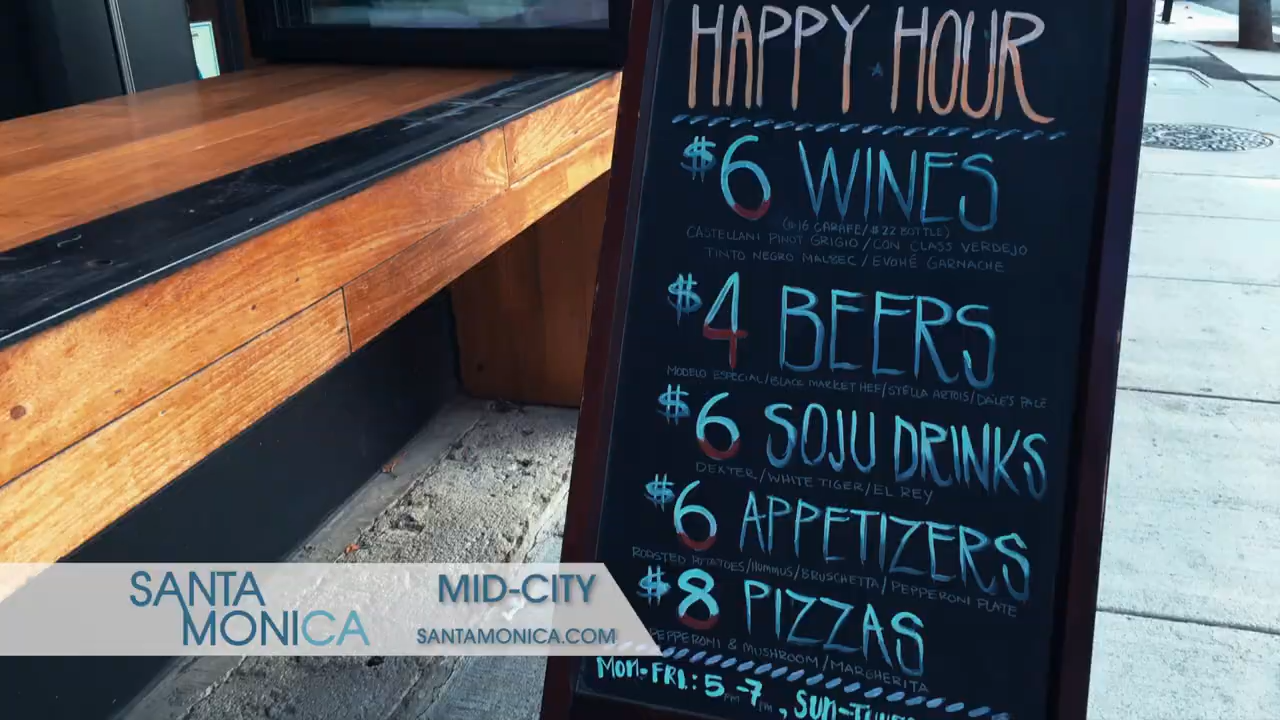 HAPPY HOUR
$6 WINES
($16 CARAFE/$22 BOTTLE)
CASTELLANI PINOT GRIGIO/CON CLASS VERDEJO
TINTO NEGRO MALBEC/EVOHÉ GARNACHE
$4 BEERS
MODELO ESPECIAL/BLACK MARKET HEF/STELLA ARTOIS/DALE'S PALE
$6 SOJU DRINKS
DEXTER/WHITE TIGER/EL REY
$6 APPETIZERS
ROASTED POTATOES/HUMMUS/BRUSCHETTA/PEPPERONI PLATE
$8 PIZZAS
PEPPERONI & MUSHROOM/MARGHERITA
MON-FRI: 5PM-7PM, SUN-TUES
SANTA
MONICA
MID-CITY
SANTAMONICA.COM